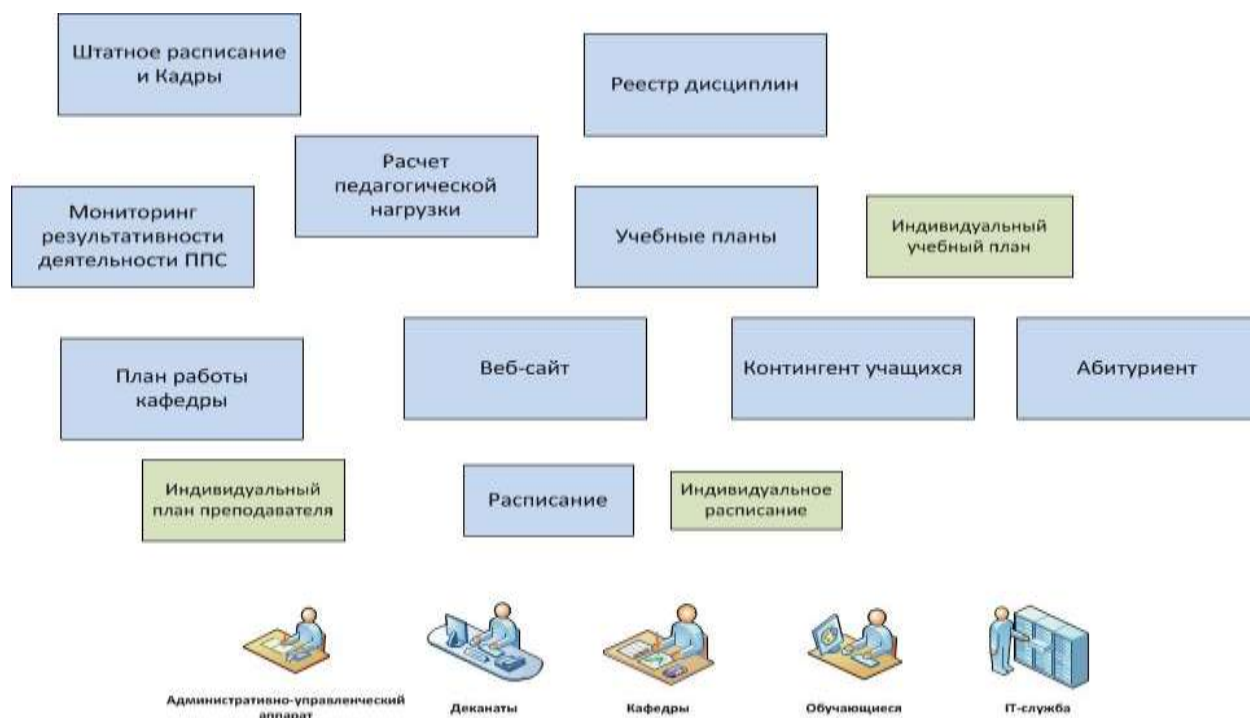 Штатное расписание
и Кадры
Реестр дисциплин
Расчет
педагогической
нагрузки
Мониторинг
результативности
деятельности ППС
Учебные планы
Индивидуальный
учебный план
План работы
кафедры
Веб-сайт
Контингент учащихся
Абитуриент
Индивидуальный
план преподавателя
Расписание
Индивидуальное
расписание
Административно-управленческий
аппарат
Деканаты
Кафедры
Обучающиеся
IT-служба